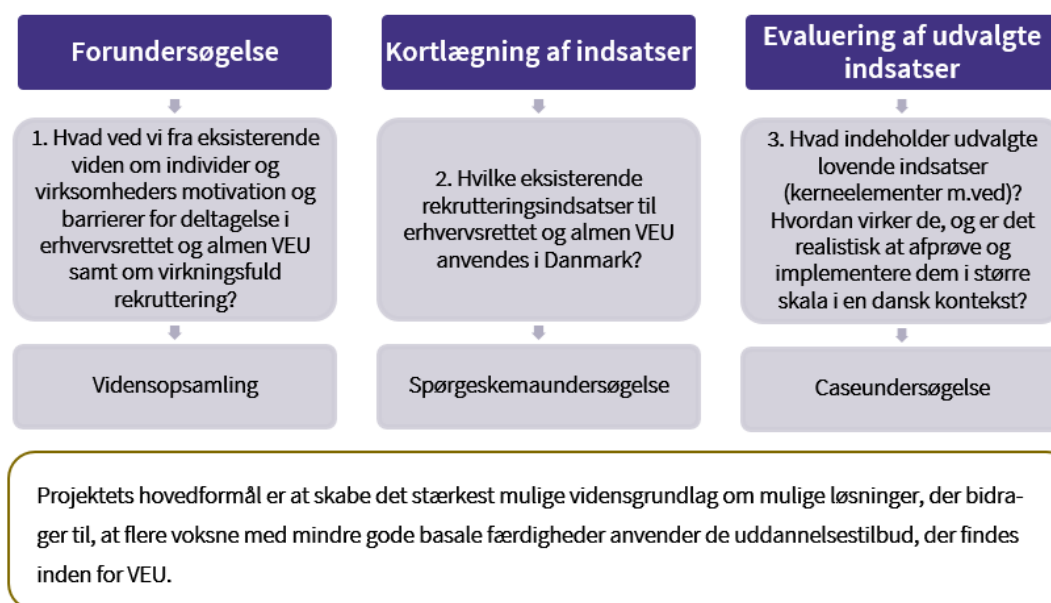 Forundersøgelse
1. Hvad ved vi fra eksisterende
viden om individer og
virksomheders motivation og
barrierer for deltagelse i
erhvervsrettet og almen VEU
samt om virkningsfuld
rekruttering?
Vidensopsamling
Kortlægning af indsatser
2. Hvilke eksisterende
rekrutteringsindsatser til
erhvervsrettet og almen VEU
anvendes i Danmark?
Spørgeskemaundersøgelse
Evaluering af udvalgte
indsatser
3. Hvad indeholder udvalgte
lovende indsatser
(kerneelementer m.ved)?
Hvordan virker de, og er det
realistisk at afprøve og
implementere dem i større
skala i en dansk kontekst?
Caseundersøgelse
Projektets hovedformål er at skabe det stærkest mulige vidensgrundlag om mulige løsninger, der bidra-
ger til, at flere voksne med mindre gode basale færdigheder anvender de uddannelsestilbud, der findes
inden for VEU.